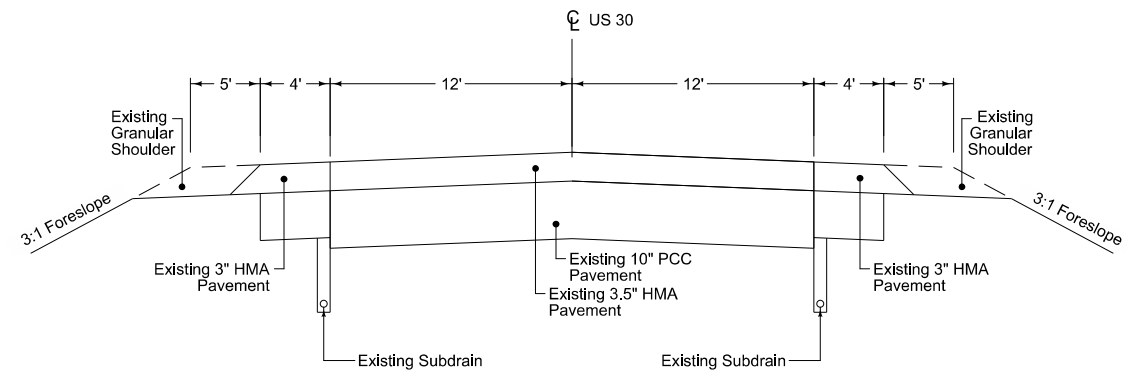 ℄ US 30
5'
4'
12'
12'
4'
5'
Existing
Granular
Shoulder
Existing
Granular
Shoulder
3:1 Foreslope
3:1 Foreslope
Existing 3" HMA
Pavement
Existing 10" PCC
Pavement
Existing 3" HMA
Pavement
Existing 3.5" HMA
Pavement
Existing Subdrain
Existing Subdrain